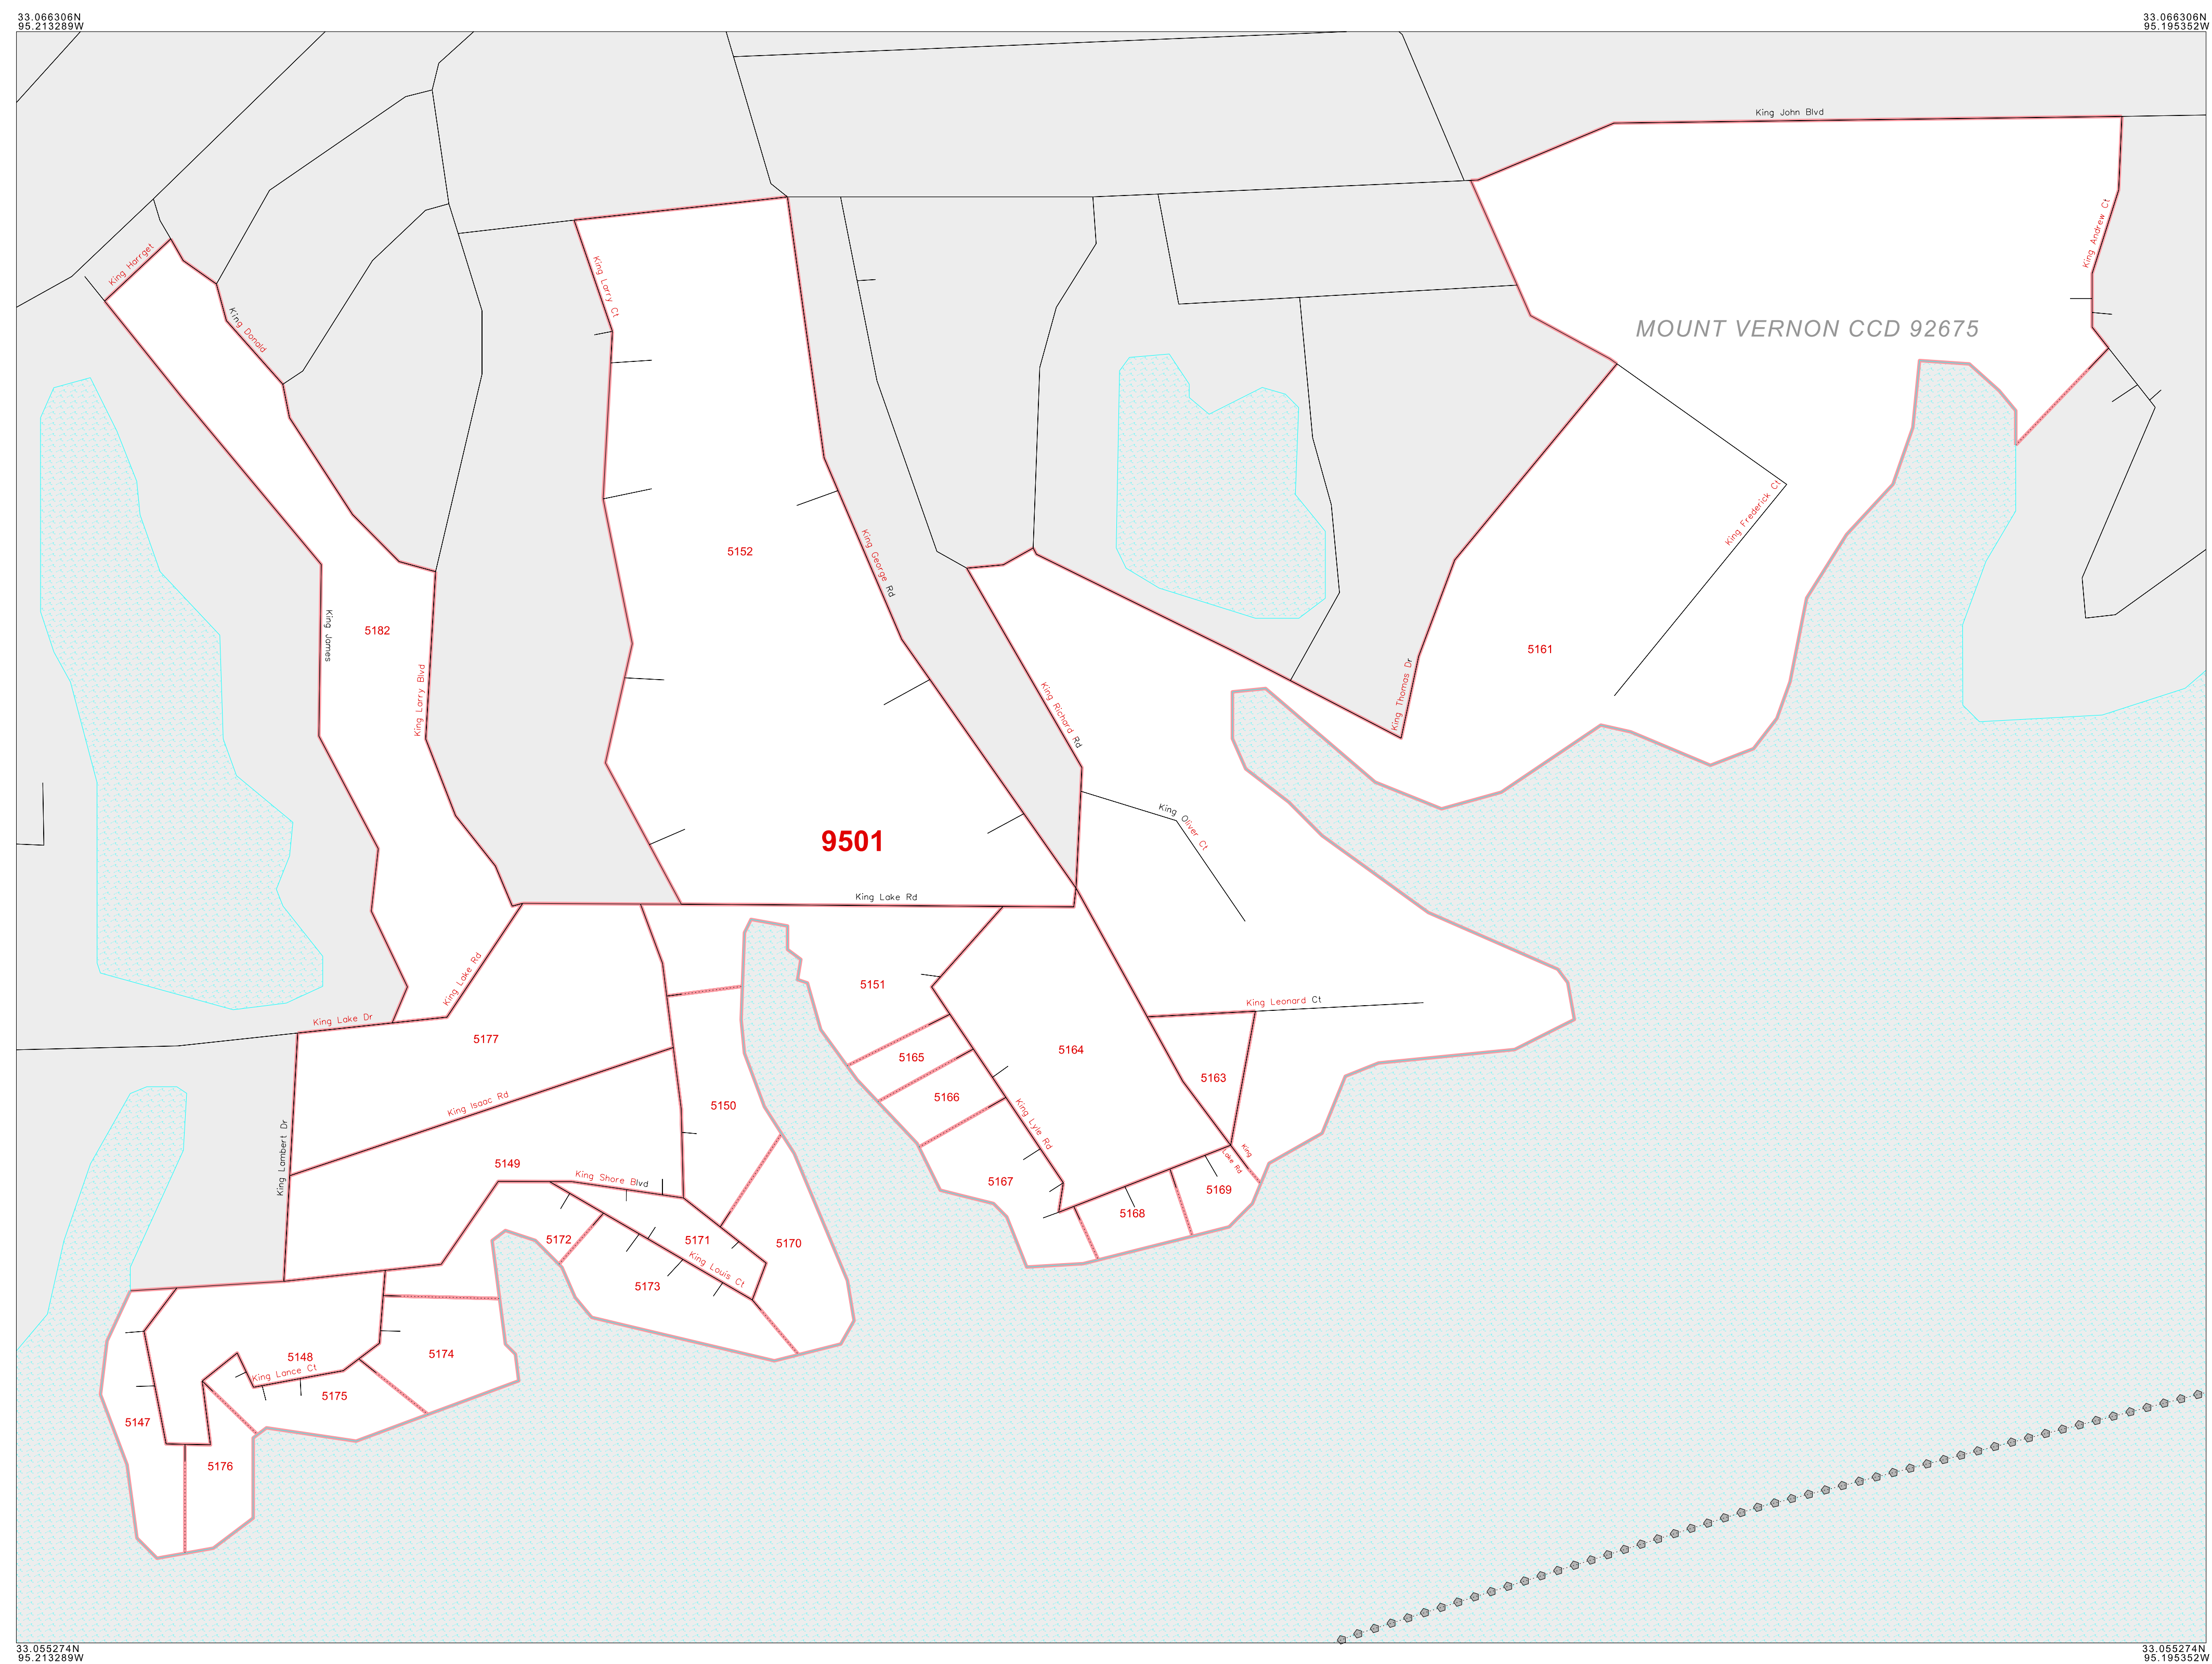 33.066306N
95.213289W
33.066306N
95.195352W
King John Blvd
King Harrget
King Andrew Ct
King Larry Ct
King Donald
MOUNT VERNON CCD 92675
King Frederick Ct
5152
King George Rd
King James
5182
5161
King Larry Blvd
King Thomas Dr
King Richard Rd
King Oliver Ct
9501
King Lake Rd
King Lake Rd
5151
King Leonard Ct
King Lake Dr
5177
5164
5165
5163
5166
5150
King Isaac Rd
King Lyle Rd
King Lambert Dr
5149
King
Lake Rd
King Shore Blvd
5167
5169
5168
5172
5171
5170
King Louis Ct
5173
5148
5174
King Lance Ct
5175
5147
5176
33.055274N
95.213289W
33.055274N
95.195352W